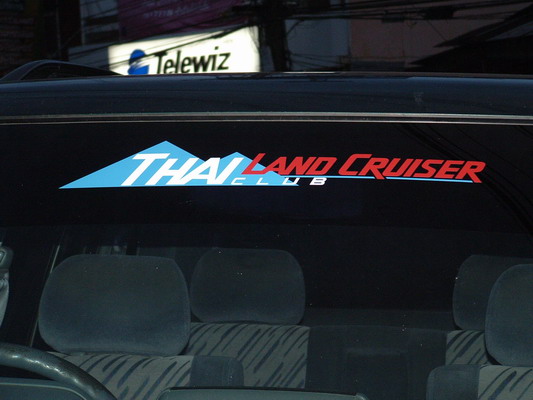 Telewiz
THAI LAND CRUISER
CLUB